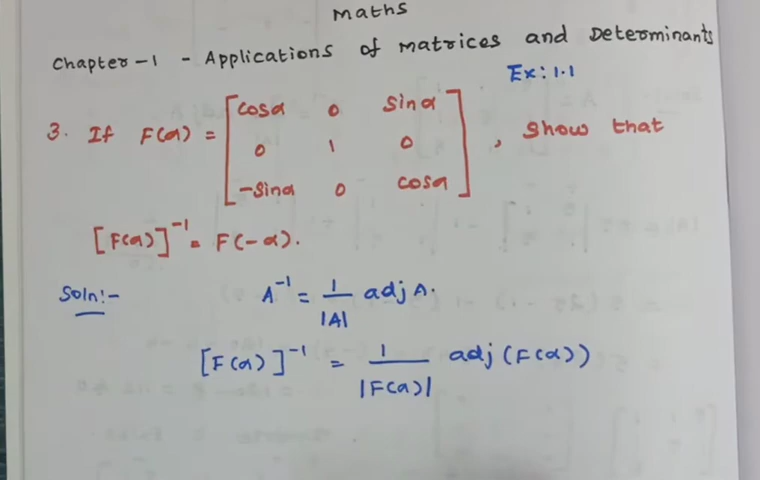 Maths
Chapter-1 - Applications of Matrices and Determinants
Ex: 1.1
3. If F(α) = [cosα 0 sinα
0 1 0
-sinα 0 cosα] , show that
[F(α)]⁻¹ = F(-α).
Soln:- A⁻¹ = 1/|A| adj A.
[F(α)]⁻¹ = 1/|F(α)| adj (F(α))